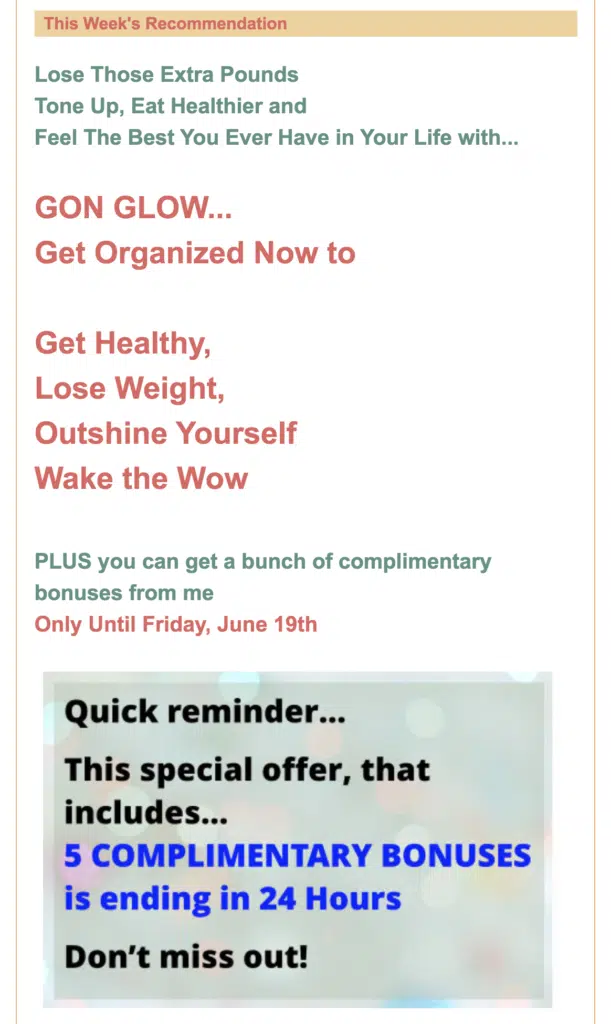 This Week's Recommendation
Lose Those Extra Pounds
Tone Up, Eat Healthier and
Feel The Best You Ever Have in Your Life with...
GON GLOW...
Get Organized Now to
Get Healthy,
Lose Weight,
Outshine Yourself
Wake the Wow
PLUS you can get a bunch of complimentary
bonuses from me
Only Until Friday, June 19th
Quick reminder...
This special offer, that
includes...
5 COMPLIMENTARY BONUSES
is ending in 24 Hours
Don't miss out!